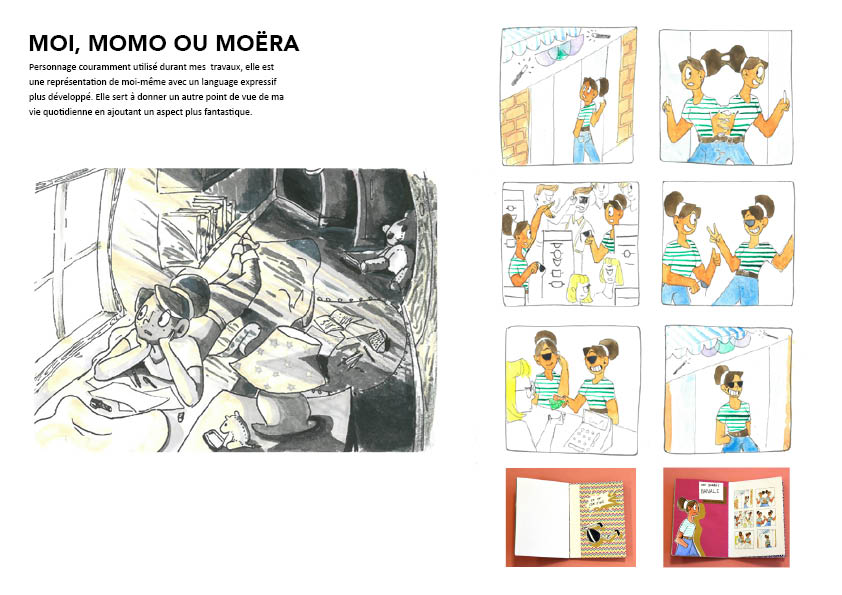 MOI, MOMO OU MOËRA
Personnage couramment utilisé durant mes travaux, elle est
une représentation de moi-même avec un language expressif
plus développé. Elle sert à donner un autre point de vue de ma
vie quotidienne en ajoutant un aspect plus fantastique.
BANALE